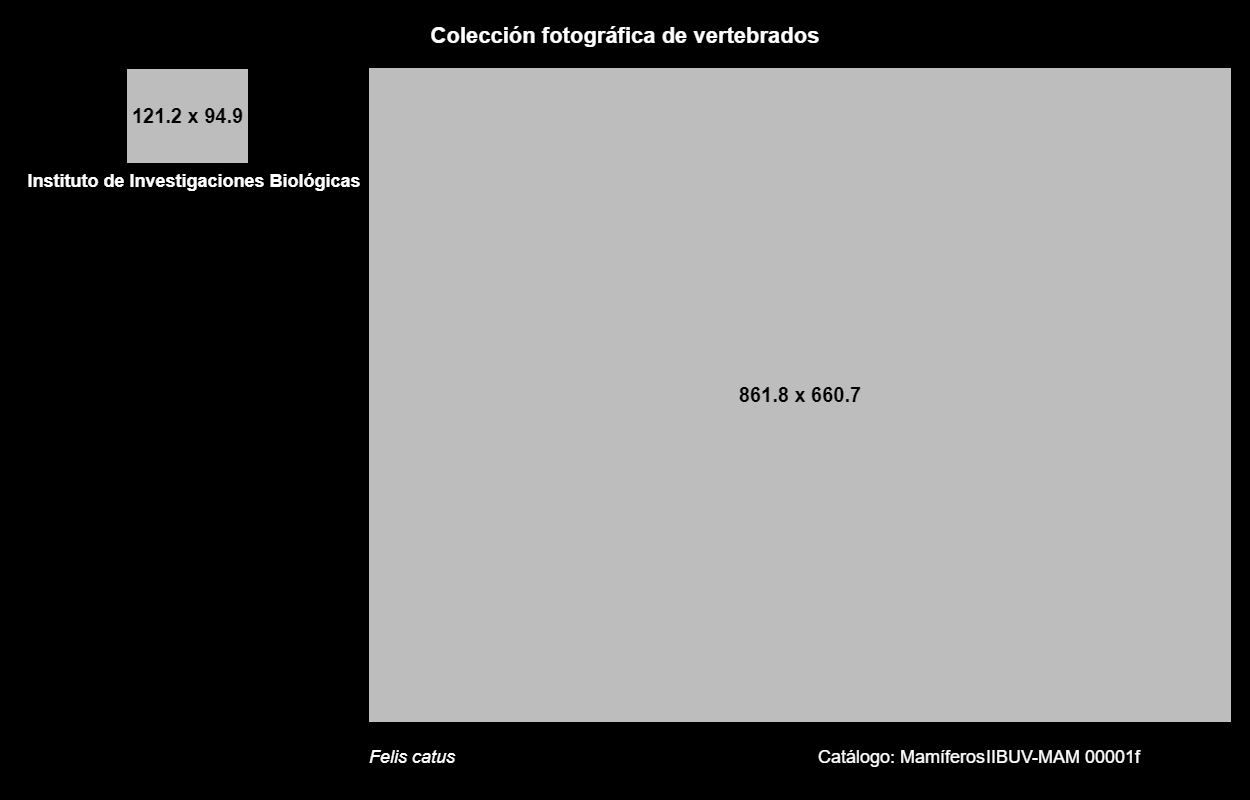 Colección fotográfica de vertebrados
121.2 x 94.9
Instituto de Investigaciones Biológicas
861.8 x 660.7
Felis catus
Catálogo: MamíferosIIBUV-MAM 00001f